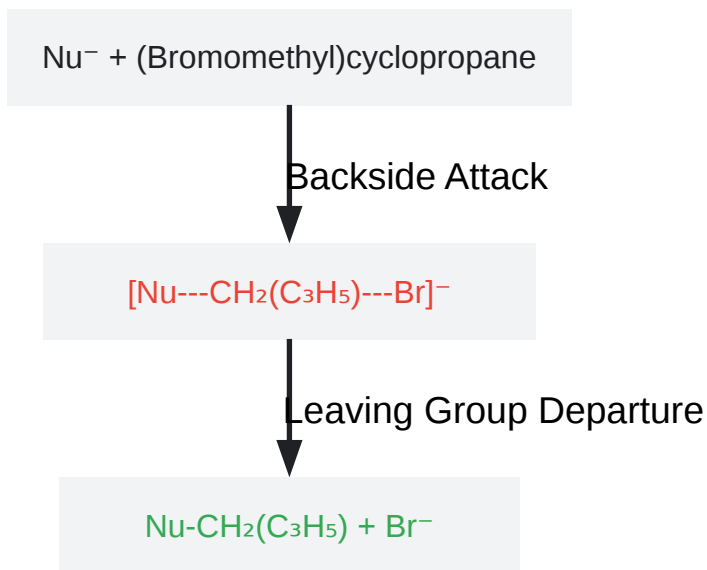 Nu⁻ + (Bromomethyl)cyclopropane
Backside Attack
[Nu---CH₂(C₃H₅)---Br]⁻
Leaving Group Departure
Nu-CH₂(C₃H₅) + Br⁻